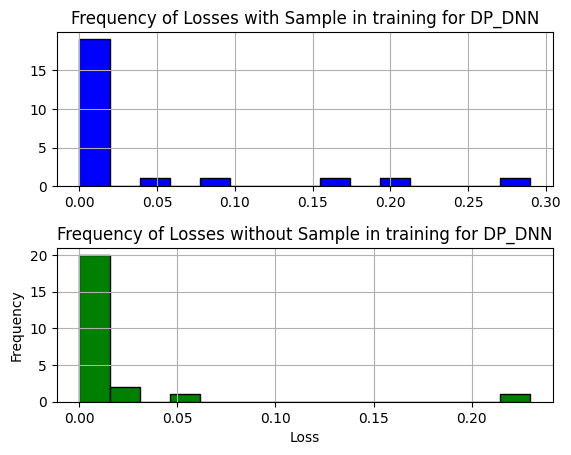 Frequency of Losses with Sample in training for DP_DNN
15
10
5
0
0.00 0.05 0.10 0.15 0.20 0.25 0.30
Frequency of Losses without Sample in training for DP_DNN
20
15
10
5
0
Frequency
0.00 0.05 0.10 0.15 0.20
Loss